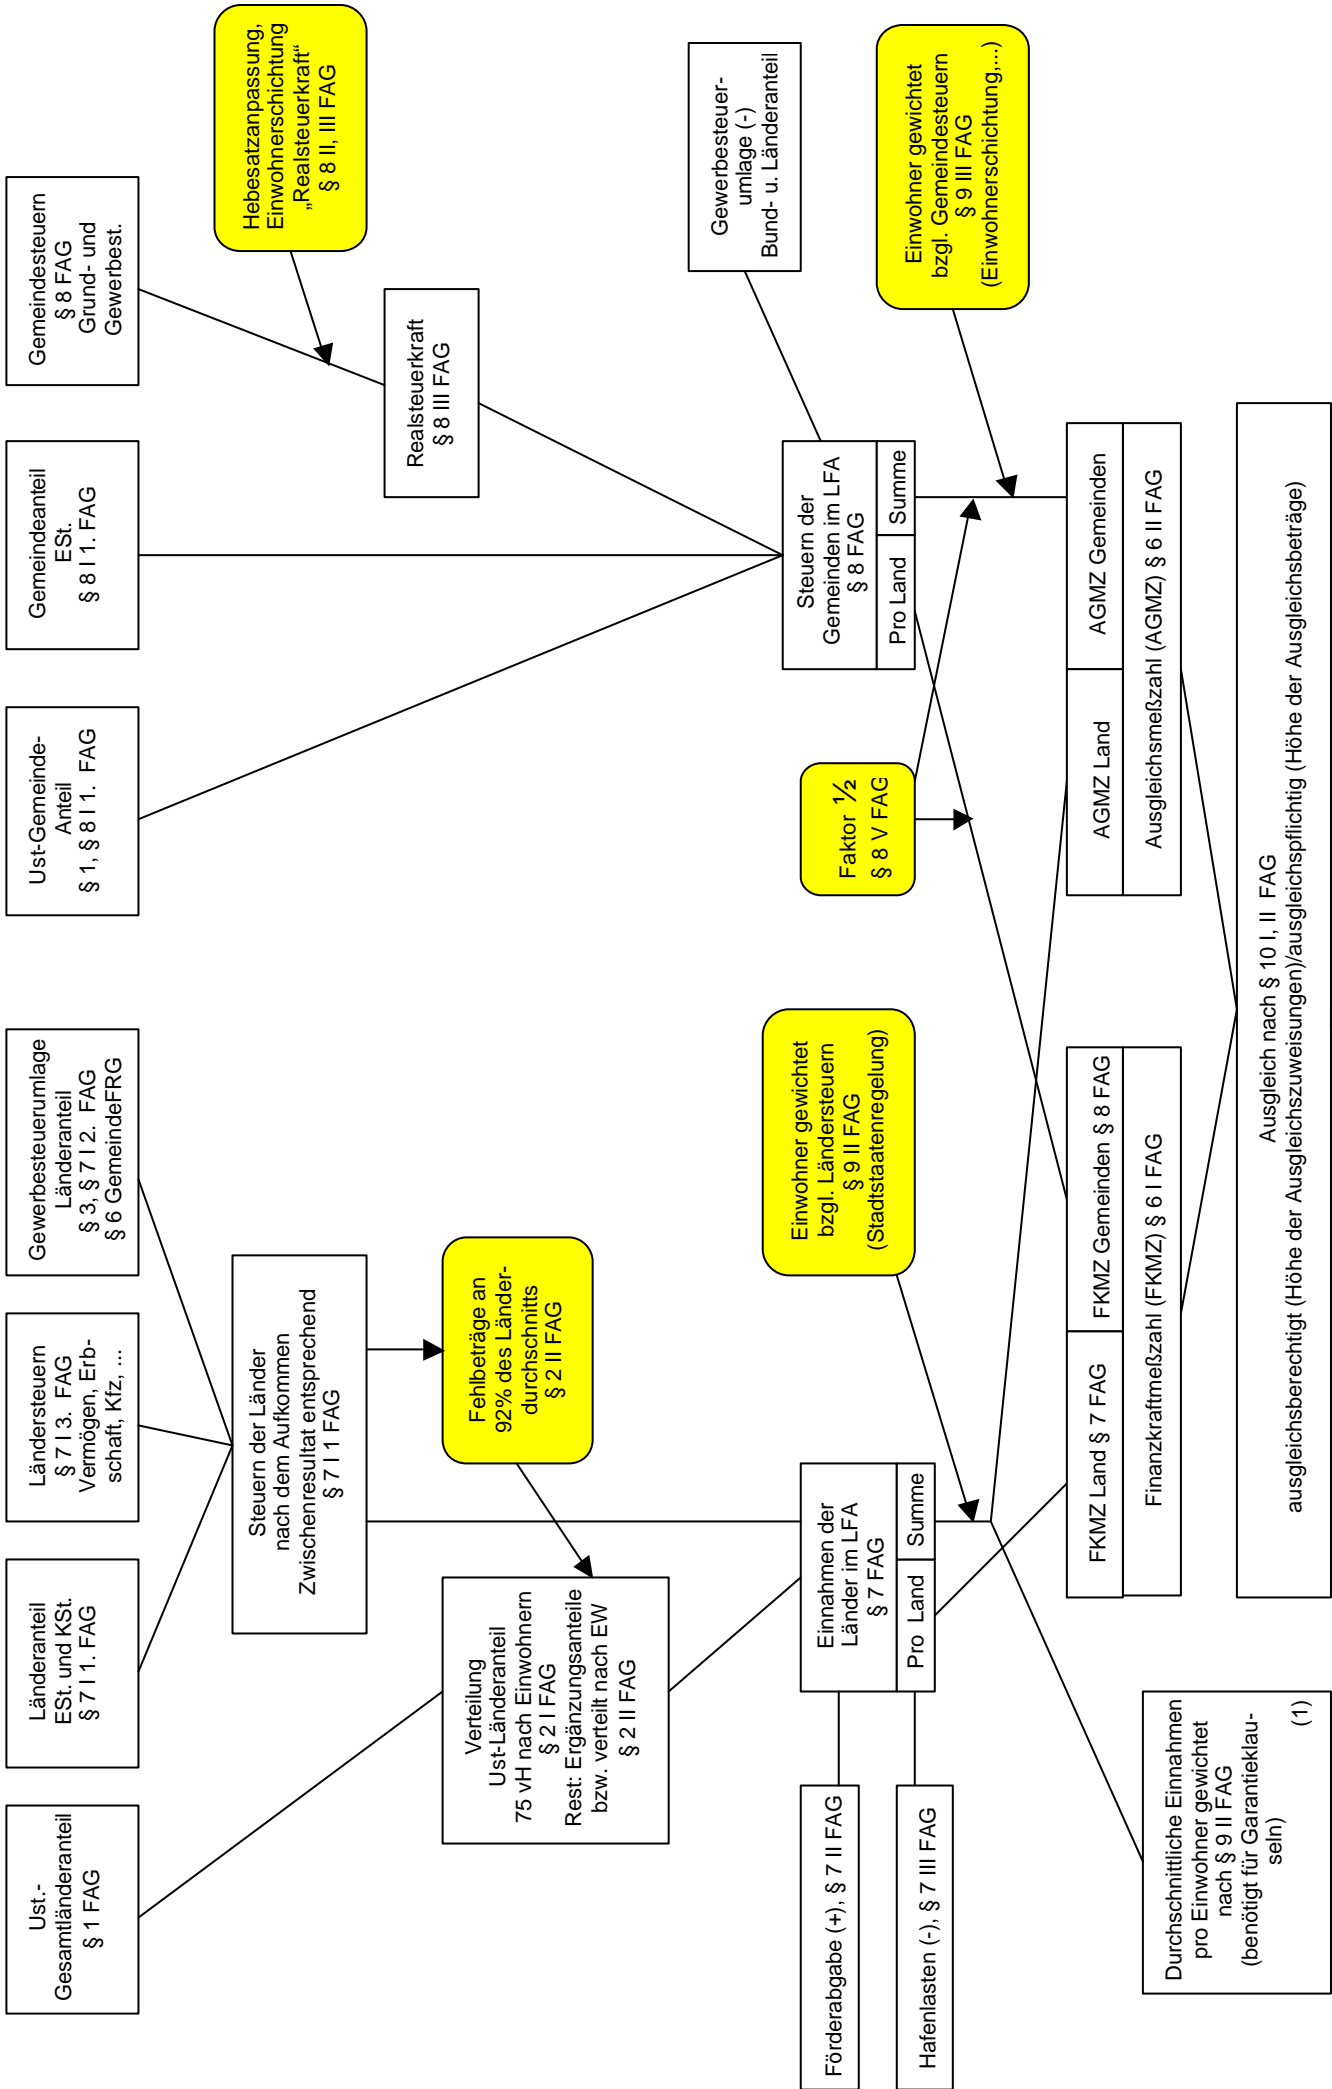 Ust.-
Gesamtländeranteil
§ 1 FAG
Länderanteil
ESt. und KSt.
§ 7 I 1. FAG
Ländersteuern
§ 7 I 3.  FAG
Vermögen, Erb-
schaft, Kfz, ...
Gewerbesteuerumlage
Länderanteil
§ 3, § 7 I 2.  FAG
§ 6 GemeindeFRG
Ust-Gemeinde-
Anteil
§ 1, § 8 I 1.  FAG
Gemeindeanteil
ESt.
§ 8 I 1. FAG
Gemeindesteuern
§ 8 FAG
Grund- und
Gewerbest.
Hebesatzanpassung,
Einwohnerschichtung
„Realsteuerkraft“
§ 8 II, III FAG
Steuern der Länder
nach dem Aufkommen
Zwischenresultat entsprechend
§ 7 I 1 FAG
Realsteuerkraft
§ 8 III FAG
Verteilung
Ust-Länderanteil
75 vH nach Einwohnern
§ 2 I FAG
Rest: Ergänzungsanteile
bzw. verteilt nach EW
§ 2 II FAG
Fehlbeträge an
92% des Länder-
durchschnitts
§ 2 II FAG
Gewerbesteuer-
umlage (-)
Bund- u. Länderanteil
Förderabgabe (+), § 7 II FAG
Hafenlasten (-), § 7 III FAG
Einnahmen der
Länder im LFA
§ 7 FAG
Pro Land
Summe
Einwohner gewichtet
bzgl. Ländersteuern
§ 9 II FAG
(Stadtstaatenregelung)
Faktor ½
§ 8 V FAG
Steuern der
Gemeinden im LFA
§ 8 FAG
Pro Land
Summe
Einwohner gewichtet
bzgl. Gemeindesteuern
§ 9 III FAG
(Einwohnerschichtung,...)
Durchschnittliche Einnahmen
pro Einwohner gewichtet
nach § 9 II FAG
(benötigt für Garantieklau-
seln)
(1)
FKMZ Land § 7 FAG
FKMZ Gemeinden § 8 FAG
Finanzkraftmeßzahl (FKMZ) § 6 I FAG
AGMZ Land
AGMZ Gemeinden
Ausgleichsmeßzahl (AGMZ) § 6 II FAG
Ausgleich nach § 10 I, II  FAG
ausgleichsberechtigt (Höhe der Ausgleichszuweisungen)/ausgleichspflichtig (Höhe der Ausgleichsbeträge)